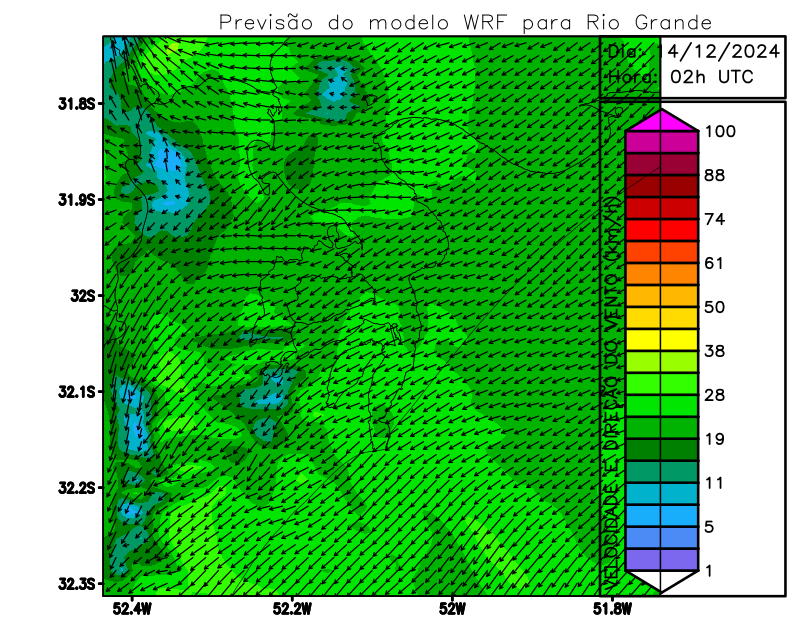 Previsão do modelo WRF para Rio Grande
Dia: 14/12/2024
Hora: 02h UTC
31.8S
31.9S
32S
32.1S
32.2S
32.3S
52.4W
52.2W
52W
51.8W
VELOCIDADE E DIREÇÃO DO VENTO (km/h)
100
88
74
61
50
38
28
19
11
5
1